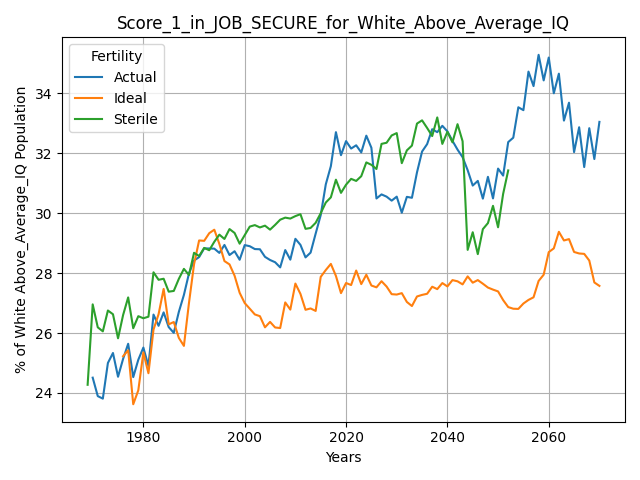 Score_1_in_JOB_SECURE_for_White_Above_Average_IQ
% of White Above_Average_IQ Population
Fertility
Actual
Ideal
Sterile
34
32
30
28
26
24
1980
2000
2020
2040
2060
Years